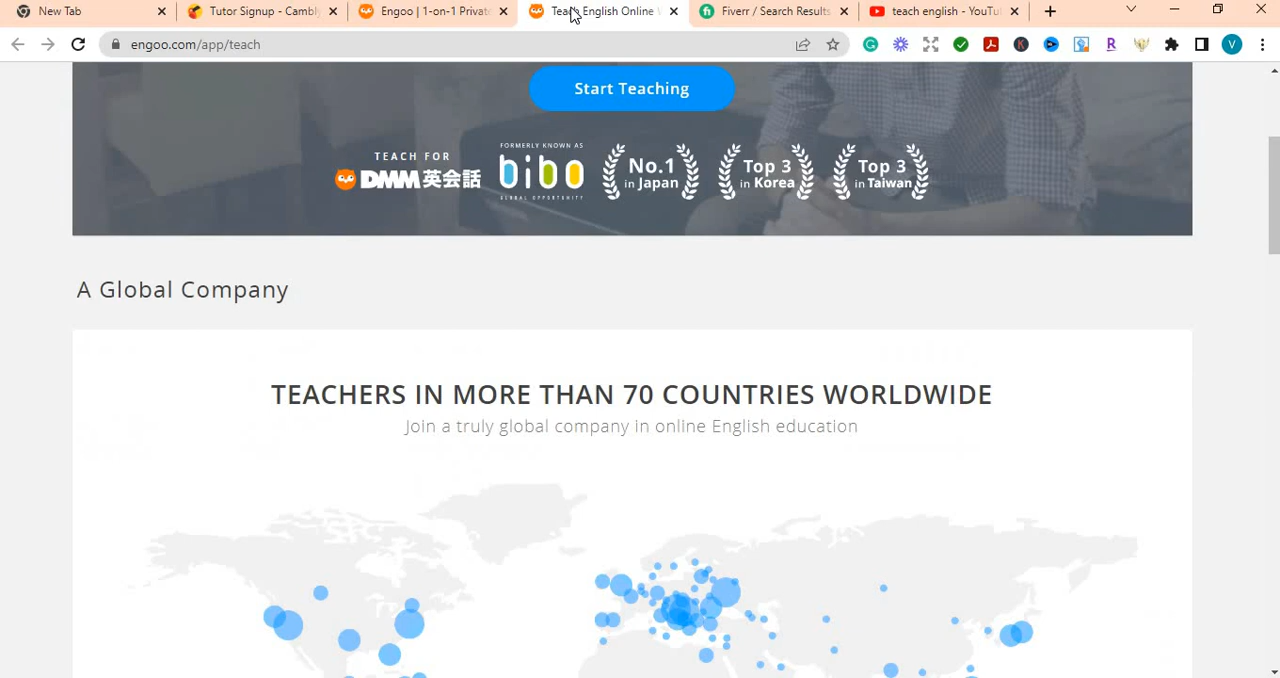 New Tab
Tutor Signup - Cambly
Engoo | 1-on-1 Private
Teach English Online W
Fiverr / Search Results
teach english - YouTu
engoo.com/app/teach
V
Start Teaching
TEACH FOR
DMM英会話
FORMERLY KNOWN AS
bibo
GLOBAL OPPORTUNITY
No.1
in Japan
Top 3
in Korea
Top 3
in Taiwan
A Global Company
TEACHERS IN MORE THAN 70 COUNTRIES WORLDWIDE
Join a truly global company in online English education